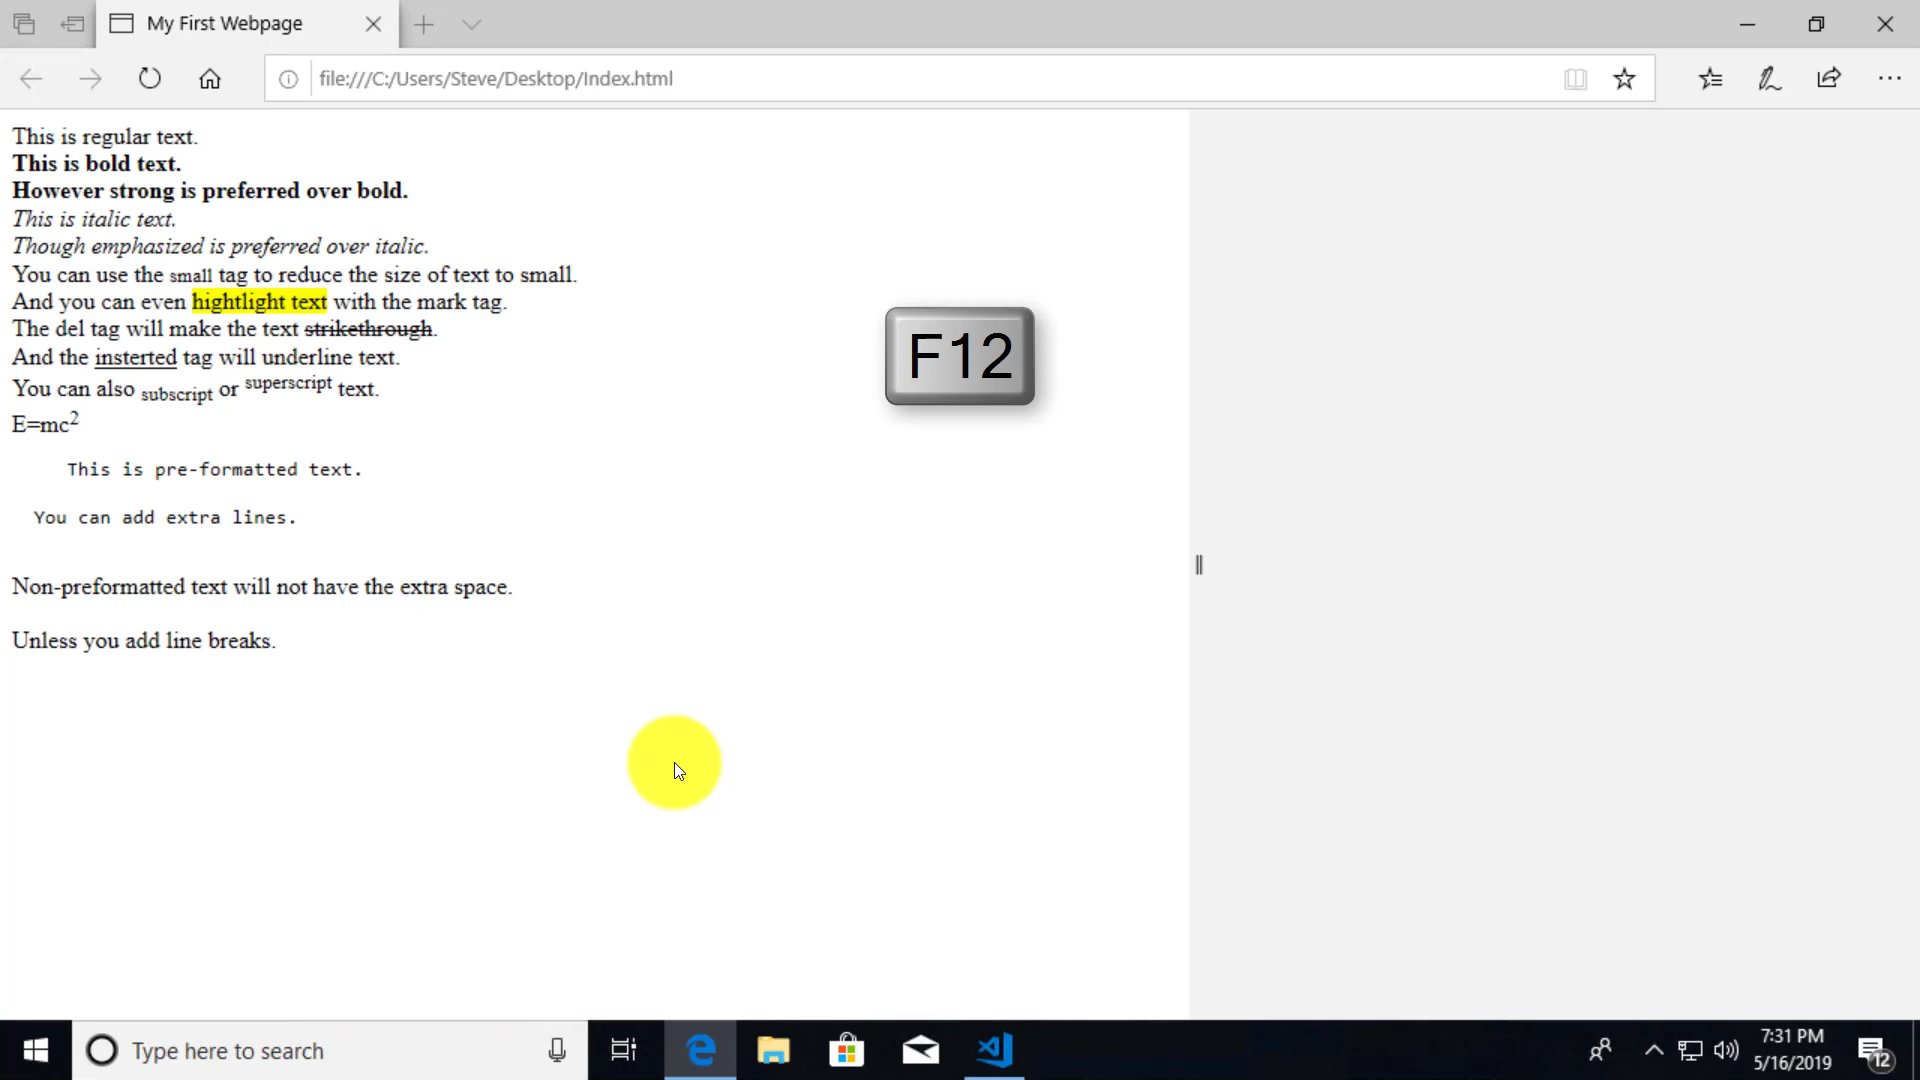 My First Webpage
file:///C:/Users/Steve/Desktop/Index.html
This is regular text.
This is bold text.
However strong is preferred over bold.
This is italic text.
Though emphasized is preferred over italic.
You can use the small tag to reduce the size of text to small.
And you can even hightlight text with the mark tag.
The del tag will make the text strikethrough.
And the insterted tag will underline text.
You can also subscript or superscript text.
E=mc2
F12
This is pre-formatted text.
You can add extra lines.
Non-preformatted text will not have the extra space.
Unless you add line breaks.
Type here to search
7:31 PM
5/16/2019
12